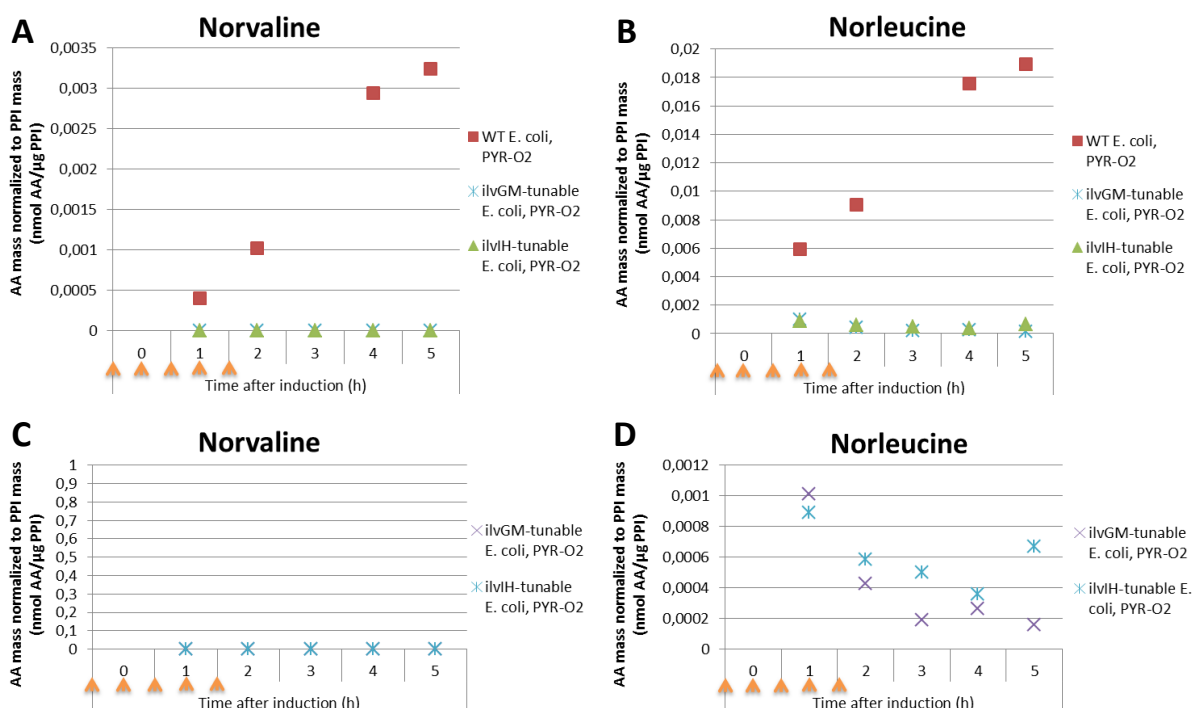 A
Norvaline
AA mass normalized to PPI mass
(nmol AA/µg PPI)
0,0035
0,003
0,0025
0,002
0,0015
0,001
0,0005
0
0 1 2 3 4 5
Time after induction (h)
WT E. coli,
PYR-O2
ilvGM-tunable
E. coli, PYR-O2
ilvIH-tunable
E. coli, PYR-O2
B
Norleucine
AA mass normalized to PPI mass
(nmol AA/µg PPI)
0,02
0,018
0,016
0,014
0,012
0,01
0,008
0,006
0,004
0,002
0
0 1 2 3 4 5
Time after induction (h)
WT E. coli,
PYR-O2
ilvGM-tunable
E. coli, PYR-O2
ilvIH-tunable
E. coli, PYR-O2
C
Norvaline
AA mass normalized to PPI mass
(nmol AA/µg PPI)
1
0,9
0,8
0,7
0,6
0,5
0,4
0,3
0,2
0,1
0
0 1 2 3 4 5
Time after induction (h)
ilvGM-tunable
E. coli, PYR-O2
ilvIH-tunable
E. coli, PYR-O2
D
Norleucine
AA mass normalized to PPI mass
(nmol AA/µg PPI)
0,0012
0,001
0,0008
0,0006
0,0004
0,0002
0
0 1 2 3 4 5
Time after induction (h)
ilvGM-tunable
E. coli, PYR-O2
ilvIH-tunable E.
coli, PYR-O2